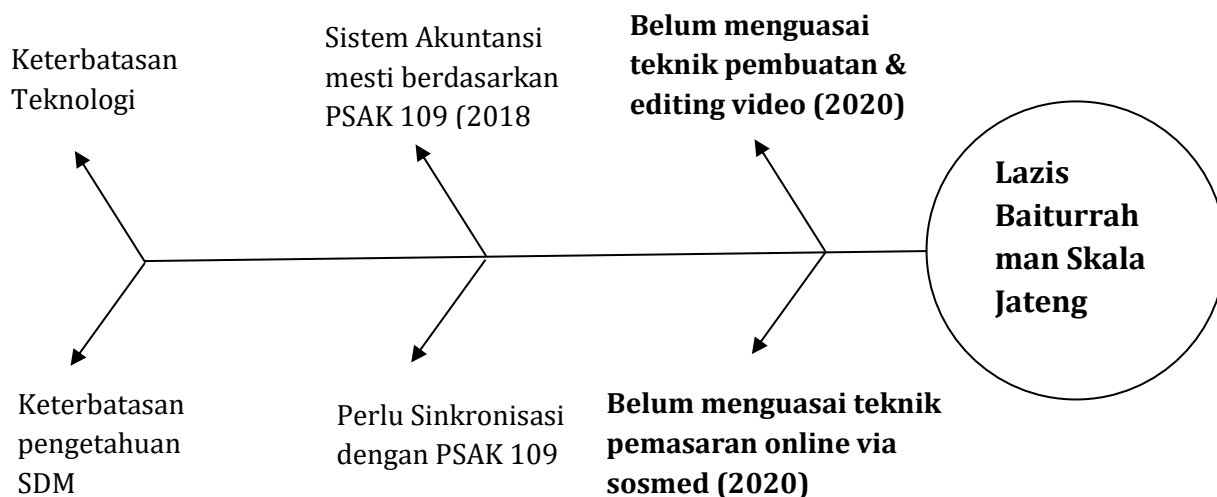 Keterbatasan
Teknologi
Sistem Akuntansi
mesti berdasarkan
PSAK 109 (2018
Belum menguasai
teknik pembuatan &
editing video (2020)
Lazis
Baiturrah
man Skala
Jateng
Keterbatasan
pengetahuan
SDM
Perlu Sinkronisasi
dengan PSAK 109
Belum menguasai teknik
pemasaran online via
sosmed (2020)